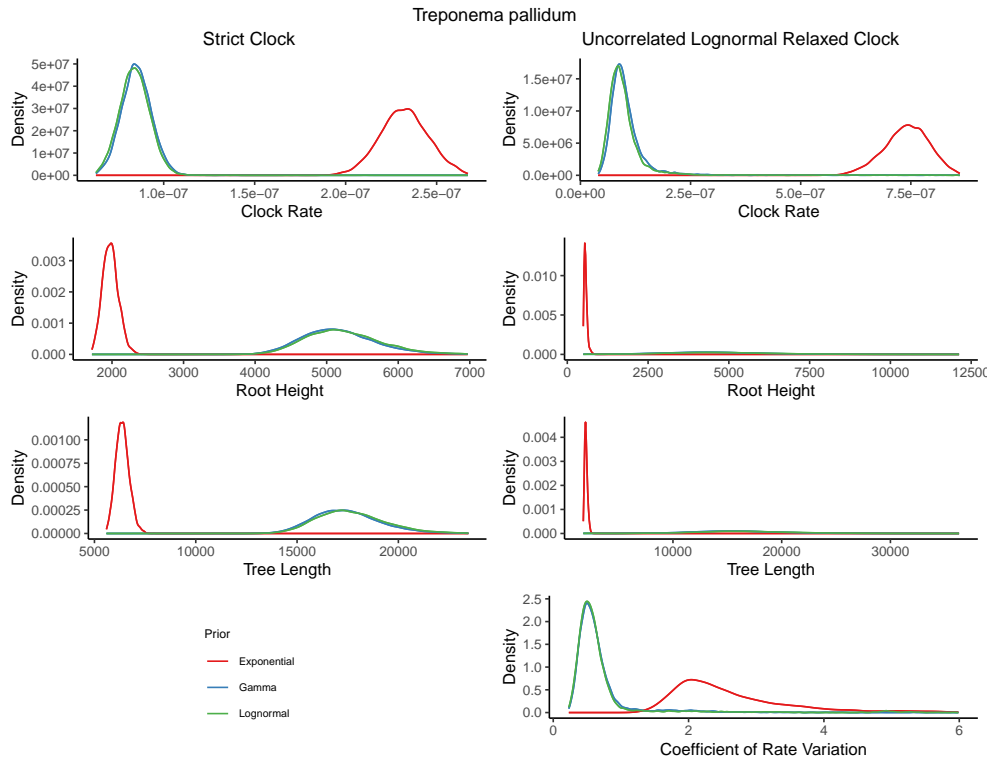 Treponema pallidum
Strict Clock
Uncorrelated Lognormal Relaxed Clock
Density
5e+07
4e+07
3e+07
2e+07
1e+07
0e+00
1.0e−07
1.5e−07
2.0e−07
2.5e−07
Clock Rate
Density
1.5e+07
1.0e+07
5.0e+06
0.0e+00
0.0e+00
2.5e−07
5.0e−07
7.5e−07
Clock Rate
Density
0.003
0.002
0.001
0.000
2000
3000
4000
5000
6000
7000
Root Height
Density
0.010
0.005
0.000
0
2500
5000
7500
10000
12500
Root Height
Density
0.00100
0.00075
0.00050
0.00025
0.00000
5000
10000
15000
20000
Tree Length
Density
0.004
0.003
0.002
0.001
0.000
10000
20000
30000
Tree Length
Prior
Exponential
Gamma
Lognormal
Density
2.5
2.0
1.5
1.0
0.5
0.0
0
2
4
6
Coefficient of Rate Variation